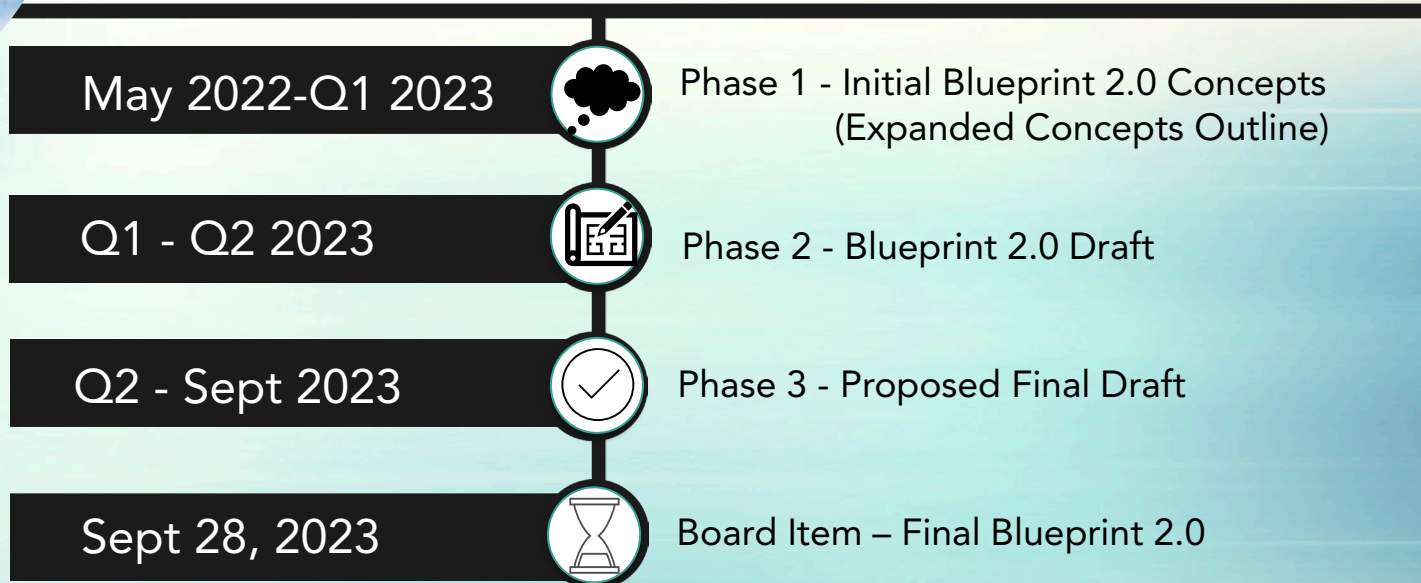 May 2022-Q1 2023
Phase 1 - Initial Blueprint 2.0 Concepts
(Expanded Concepts Outline)
Q1 - Q2 2023
Phase 2 - Blueprint 2.0 Draft
Q2 - Sept 2023
Phase 3 - Proposed Final Draft
Sept 28, 2023
Board Item – Final Blueprint 2.0